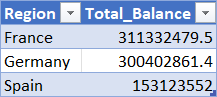 Region Total_Balance
France 311332479.5
Germany 300402861.4
Spain 153123552